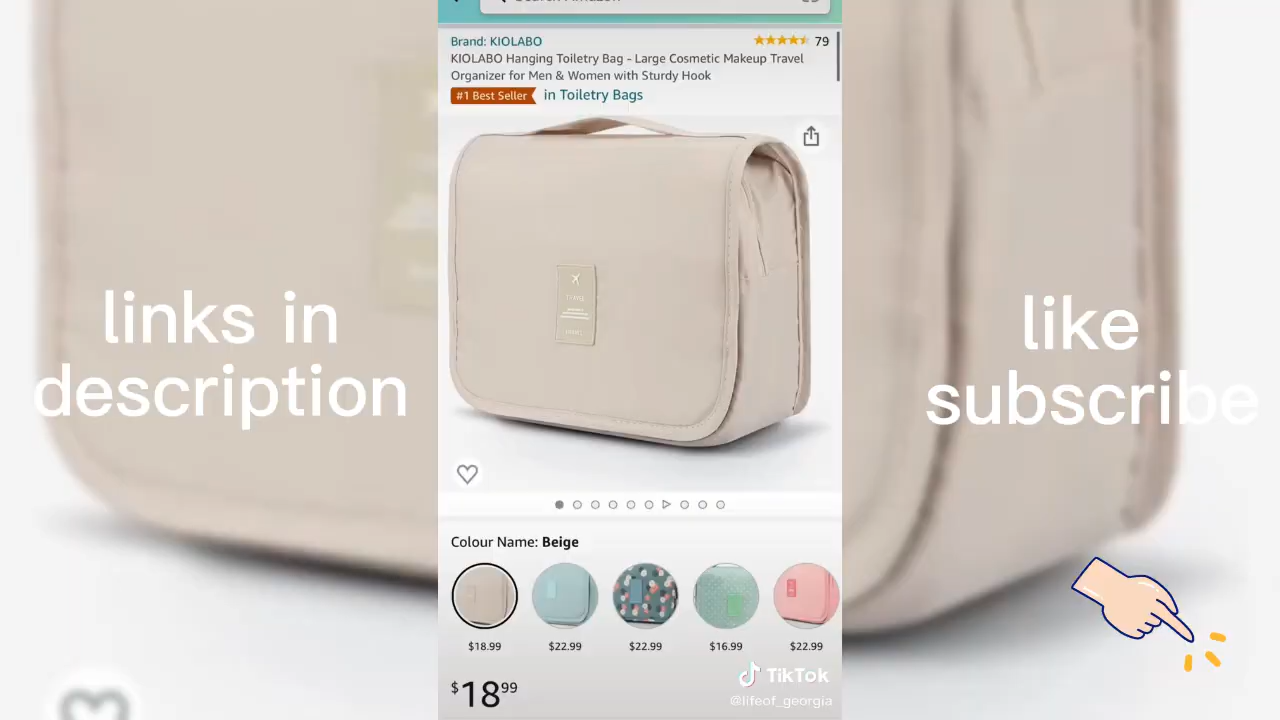 Brand: KIOLABO
79
KIOLABO Hanging Toiletry Bag - Large Cosmetic Makeup Travel
Organizer for Men & Women with Sturdy Hook
#1 Best Seller in Toiletry Bags
links in
description
like
subscribe
Colour Name: Beige
$18.99 $22.99 $22.99 $16.99 $22.99
$18.99
TikTok
@lifeof_georgia